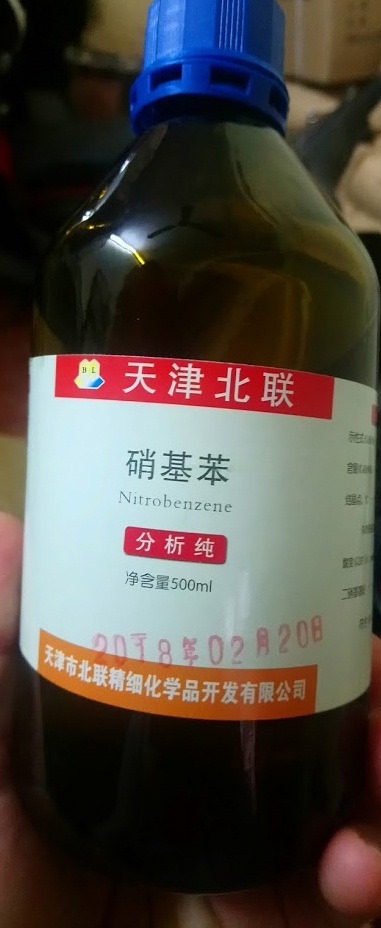 B L
天津北联
硝基苯
Nitrobenzene
分析纯
净含量500ml
2018年02月20日
天津市北联精细化学品开发有限公司